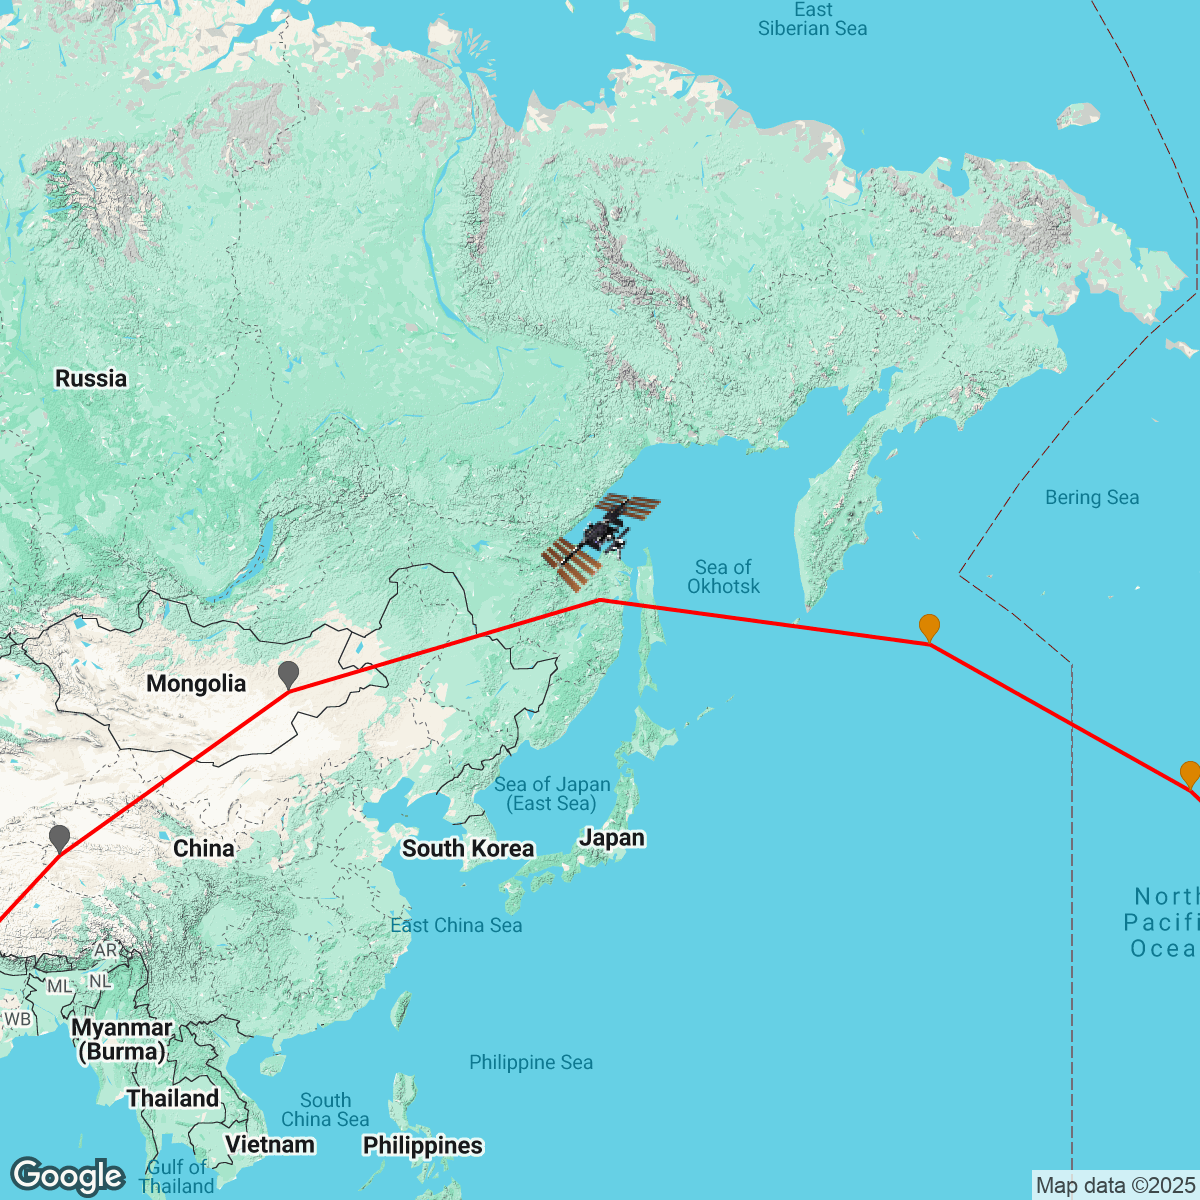 East
Siberian Sea
Russia
Bering Sea
Sea of
Okhotsk
Mongolia
Sea of Japan
(East Sea)
Japan
China
South Korea
North
Pacifi
Ocea
East China Sea
AR
NL
ML
WB
Myanmar
(Burma)
Philippine Sea
Thailand
South
China Sea
Vietnam
Philippines
Gulf of
Thailand
Google
Map data ©2025